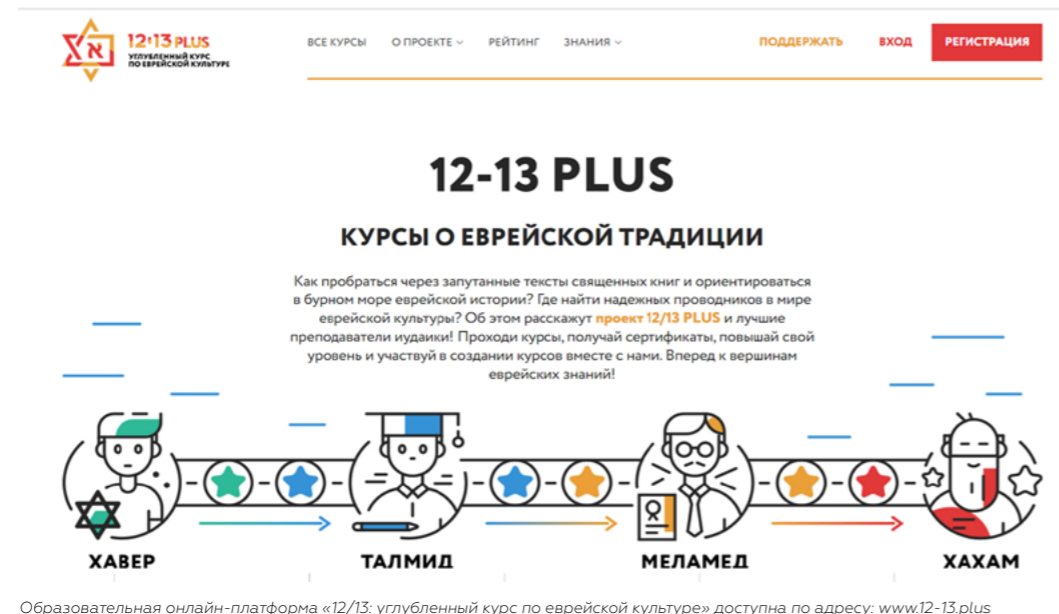 12:13 PLUS
УГЛУБЛЕННЫЙ КУРС
ПО ЕВРЕЙСКОЙ КУЛЬТУРЕ
ВСЕ КУРСЫ О ПРОЕКТЕ РЕЙТИНГ ЗНАНИЯ ПОДДЕРЖАТЬ ВХОД РЕГИСТРАЦИЯ
א
12-13 PLUS
КУРСЫ О ЕВРЕЙСКОЙ ТРАДИЦИИ
Как пробраться через запутанные тексты священных книг и ориентироваться
в бурном море еврейской истории? Где найти надежных проводников в мире
еврейской культуры? Об этом расскажут проект 12/13 PLUS и лучшие
преподаватели иудаики! Проходи курсы, получай сертификаты, повышай свой
уровень и участвуй в создании курсов вместе с нами. Вперед к вершинам
еврейских знаний!
ХАВЕР ТАЛМИД МЕЛАМЕД ХАХАМ
Образовательная онлайн-платформа «12/13: углубленный курс по еврейской культуре» доступна по адресу: www.12-13.plus